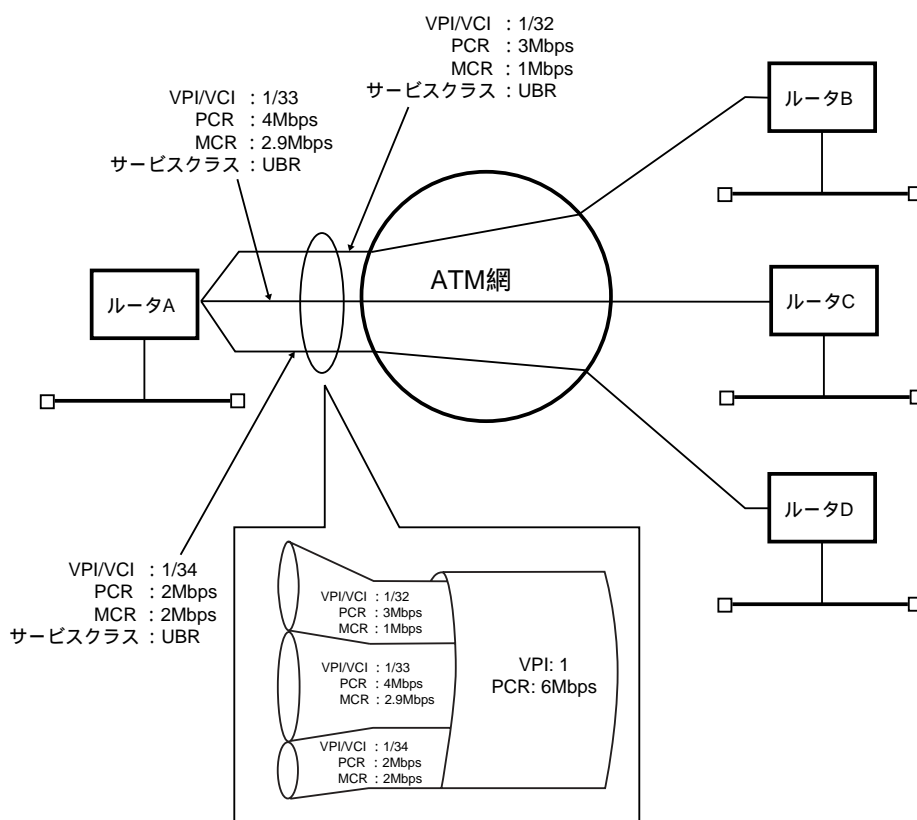 VPI/VCI : 1/32
PCR : 3Mbps
MCR : 1Mbps
サービスクラス : UBR
VPI/VCI : 1/33
PCR : 4Mbps
MCR : 2.9Mbps
サービスクラス : UBR
ルータB
ATM網
ルータA
ルータC
ルータD
VPI/VCI : 1/34
PCR : 2Mbps
MCR : 2Mbps
サービスクラス : UBR
VPI/VCI : 1/32
PCR : 3Mbps
MCR : 1Mbps
VPI/VCI : 1/33
PCR : 4Mbps
MCR : 2.9Mbps
VPI/VCI : 1/34
PCR : 2Mbps
MCR : 2Mbps
VPI: 1
PCR: 6Mbps